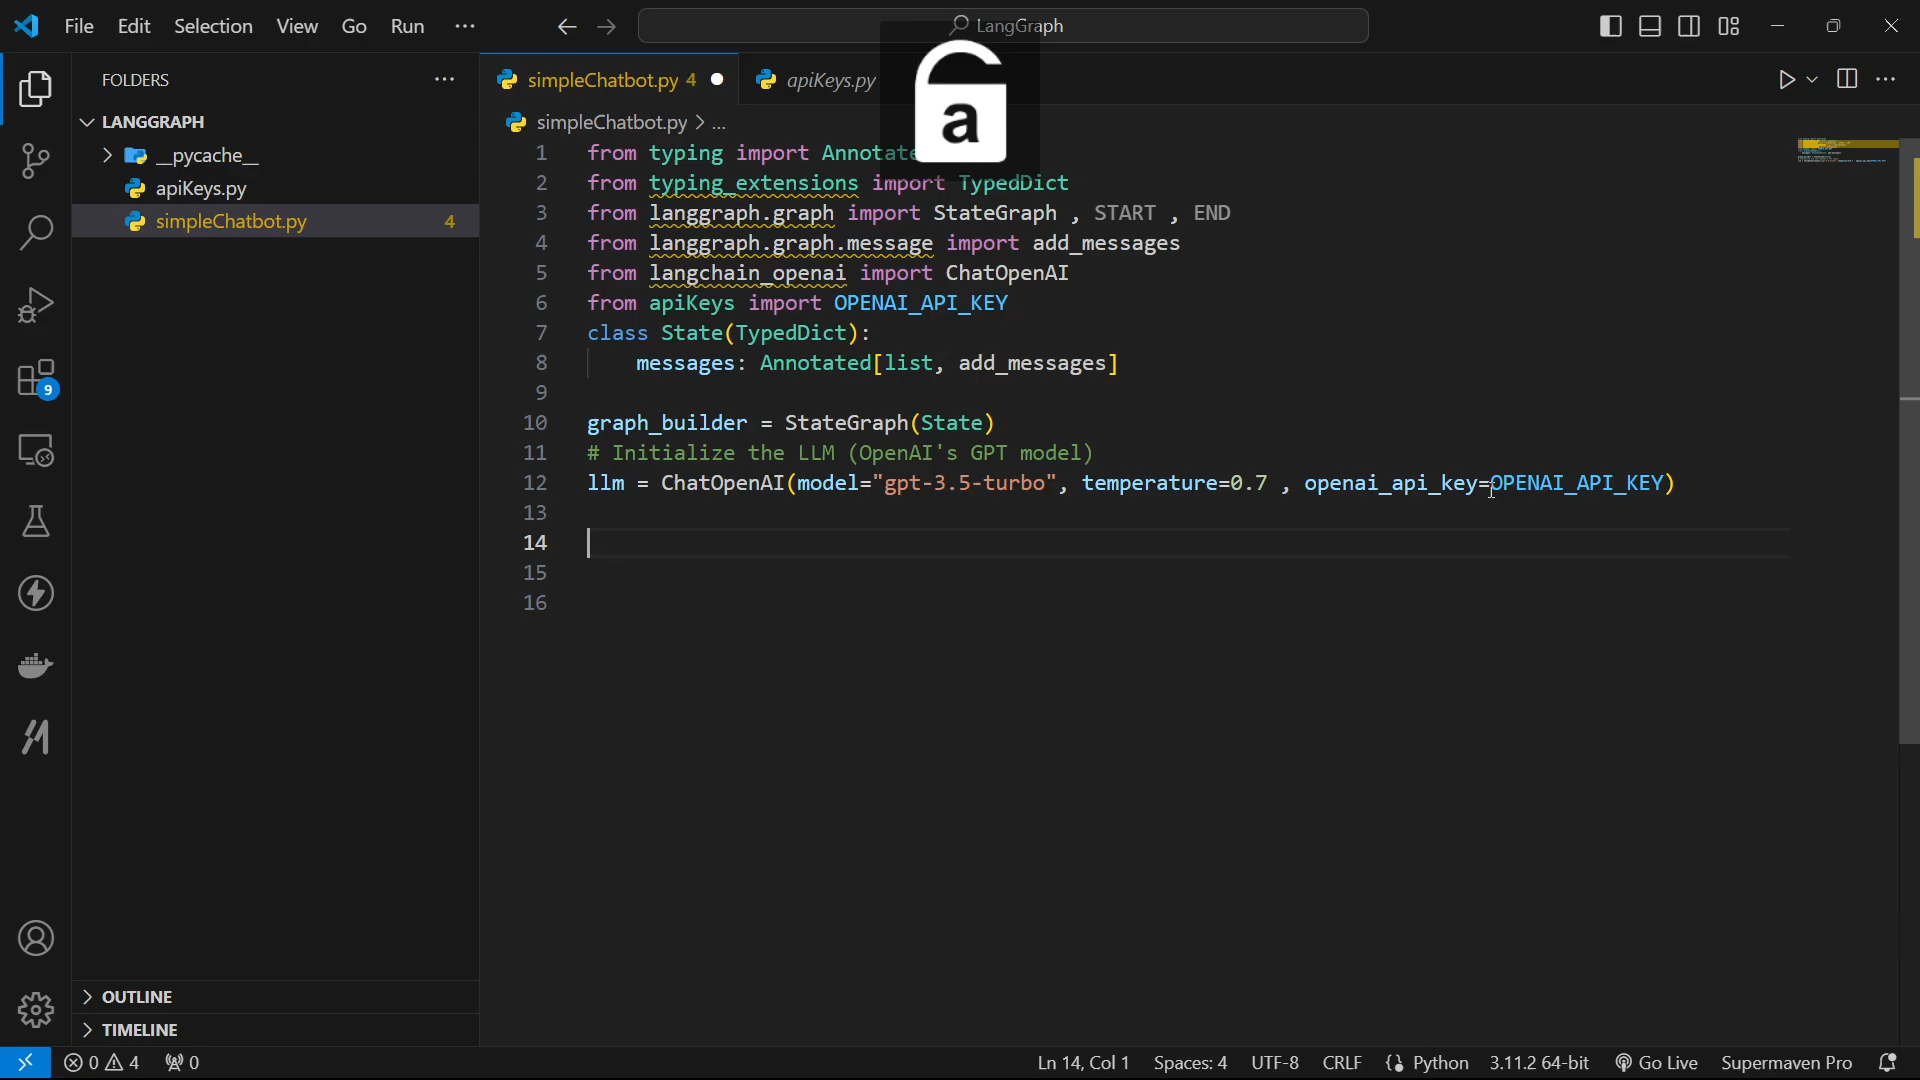 File Edit Selection View Go Run ...
LangGraph
FOLDERS
LANGGRAPH
__pycache__
apiKeys.py
simpleChatbot.py 4
9
OUTLINE
TIMELINE
simpleChatbot.py 4
apiKeys.py
a
simpleChatbot.py > ...
1 from typing import
2 from typing_extensions import TypedDict
3 from langgraph.graph import StateGraph , START , END
4 from langgraph.graph.message import add_messages
5 from langchain_openai import ChatOpenAI
6 from apiKeys import OPENAI_API_KEY
7 class State(TypedDict):
8 messages: Annotated[list, add_messages]
9
10 graph_builder = StateGraph(State)
11 # Initialize the LLM (OpenAI's GPT model)
12 llm = ChatOpenAI(model="gpt-3.5-turbo", temperature=0.7 , openai_api_key=OPENAI_API_KEY)
13
14
15
16
0 4 0 Ln 14, Col 1 Spaces: 4 UTF-8 CRLF Python 3.11.2 64-bit Go Live Supermaven Pro